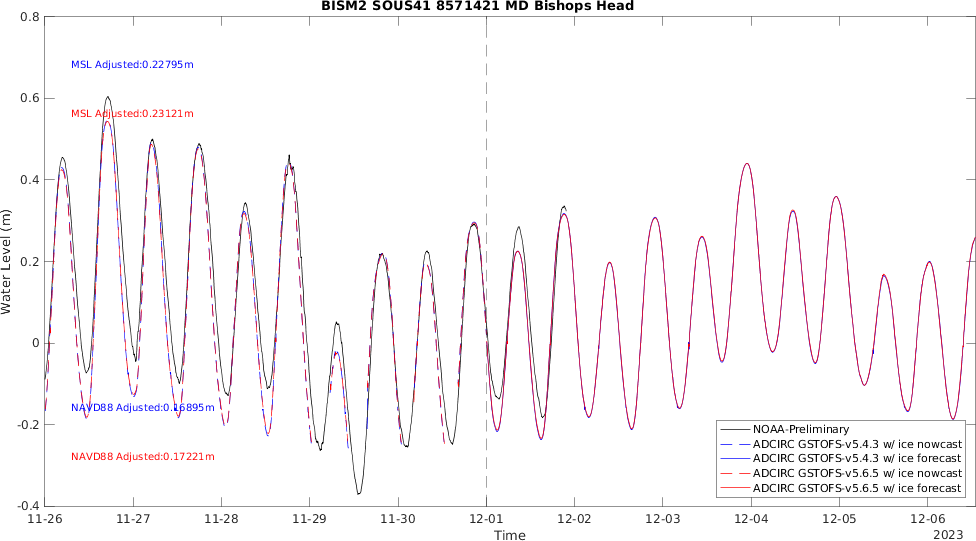 BISM2 SOUS41 8571421 MD Bishops Head
0.8
0.6
0.4
0.2
0
-0.2
-0.4
Water Level (m)
MSL Adjusted:0.22795m
MSL Adjusted:0.23121m
NAVD88 Adjusted:0.16895m
NAVD88 Adjusted:0.17221m
NOAA-Preliminary
ADCIRC GSTOFS-v5.4.3 w/ ice nowcast
ADCIRC GSTOFS-v5.4.3 w/ ice forecast
ADCIRC GSTOFS-v5.6.5 w/ ice nowcast
ADCIRC GSTOFS-v5.6.5 w/ ice forecast
11-26 11-27 11-28 11-29 11-30 12-01 12-02 12-03 12-04 12-05 12-06
Time
2023